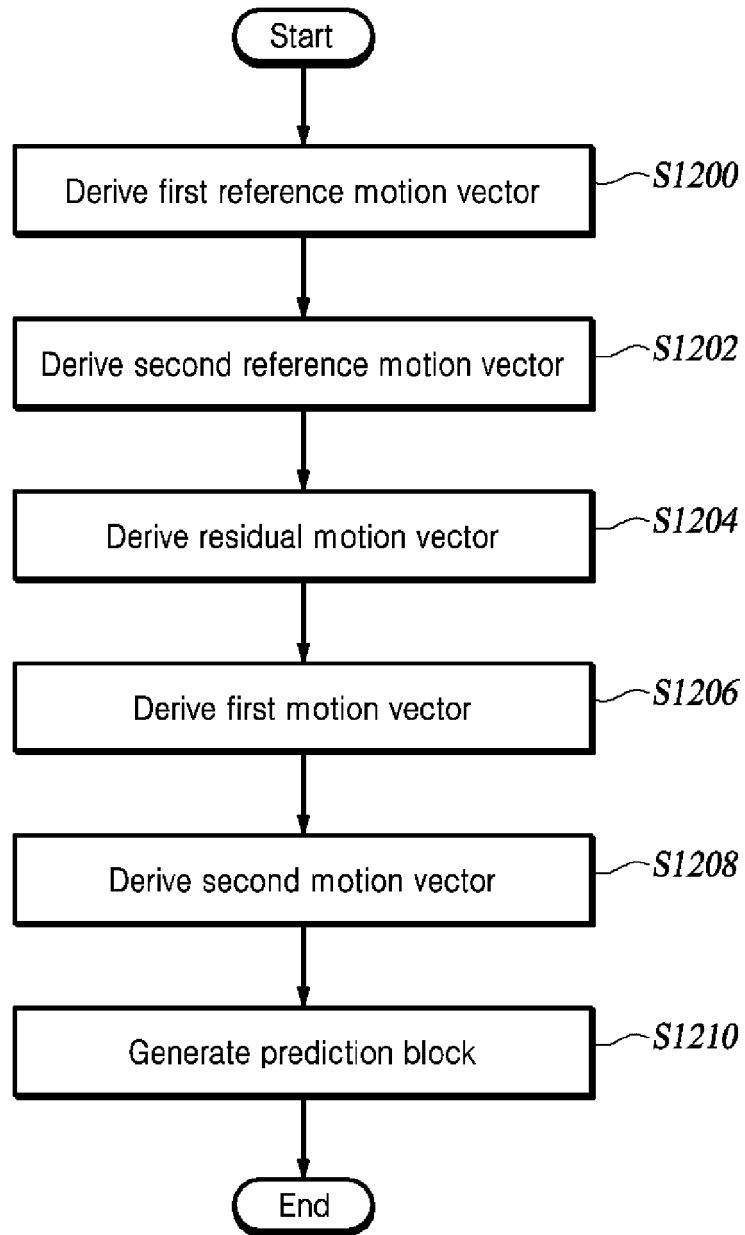 Start
Derive first reference motion vector
S1200
Derive second reference motion vector
S1202
Derive residual motion vector
S1204
Derive first motion vector
S1206
Derive second motion vector
S1208
Generate prediction block
S1210
End